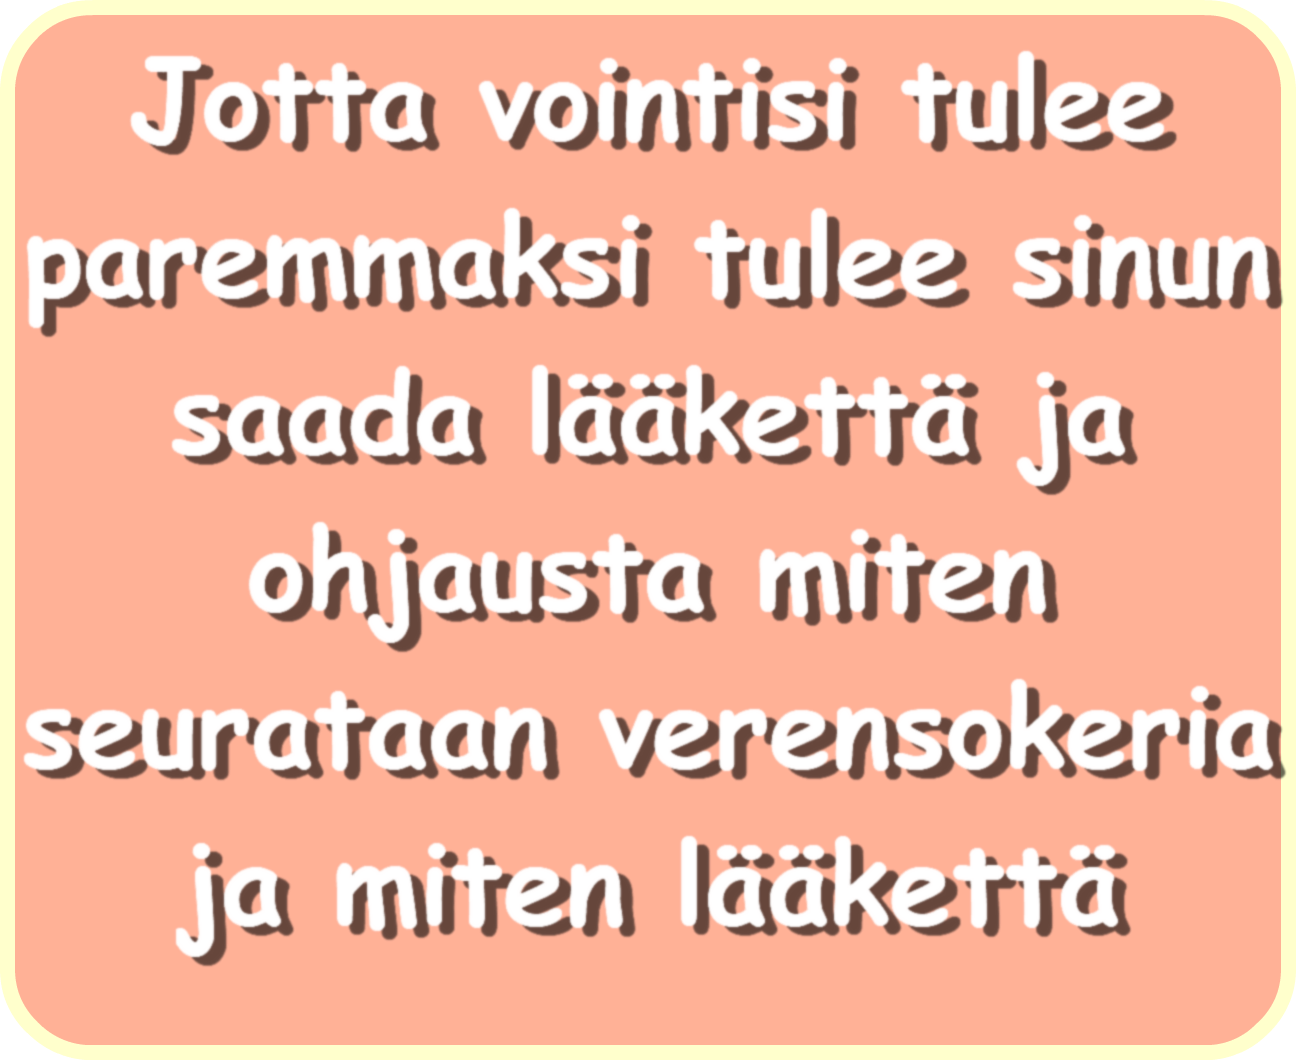 Jotta vointisi tulee
paremmaksi tulee sinun
saada lääkettä ja
ohjausta miten
seurataan verensokeria
ja miten lääkettä